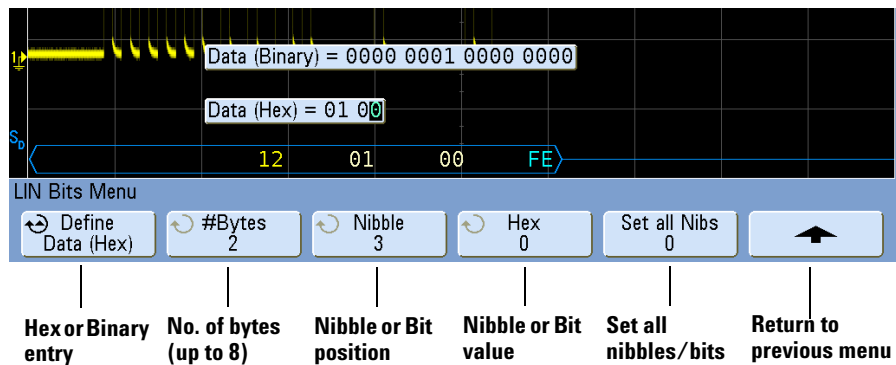 1
Data (Binary) = 0000 0001 0000 0000
Data (Hex) = 01 00
SD
12 01 00 FE
LIN Bits Menu
Define
Data (Hex)
#Bytes
2
Nibble
3
Hex
0
Set all Nibs
0
Hex or Binary
entry
No. of bytes
(up to 8)
Nibble or Bit
position
Nibble or Bit
value
Set all
nibbles/bits
Return to
previous menu